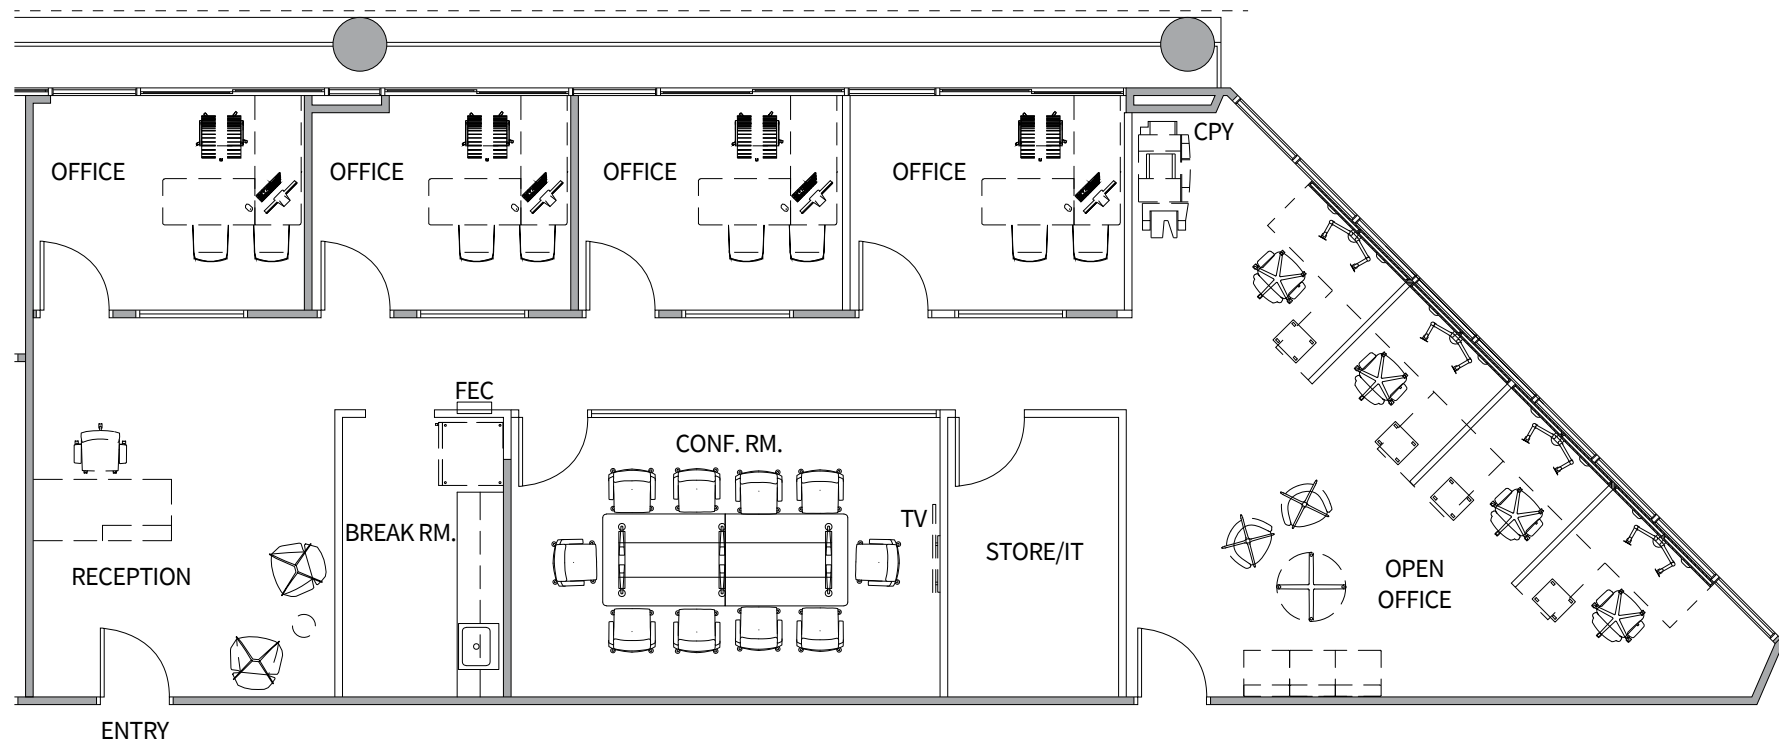 CPY
OFFICE
OFFICE
OFFICE
OFFICE
FEC
CONF. RM.
TV
BREAK RM.
STORE/IT
RECEPTION
OPEN
OFFICE
ENTRY